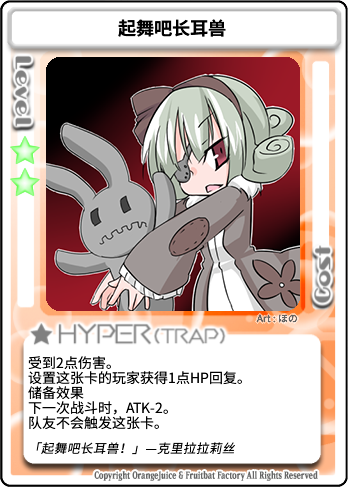 起舞吧长耳兽
Level
Cost
Art : ほの
HYPER(TRAP)
受到2点伤害。
设置这张卡的玩家获得1点HP回复。
储备效果
下一次战斗时，ATK-2。
队友不会触发这张卡。
「起舞吧长耳兽！」—克里拉拉莉丝
Copyright OrangeJuice & Fruitbat Factory All Rights Reserved